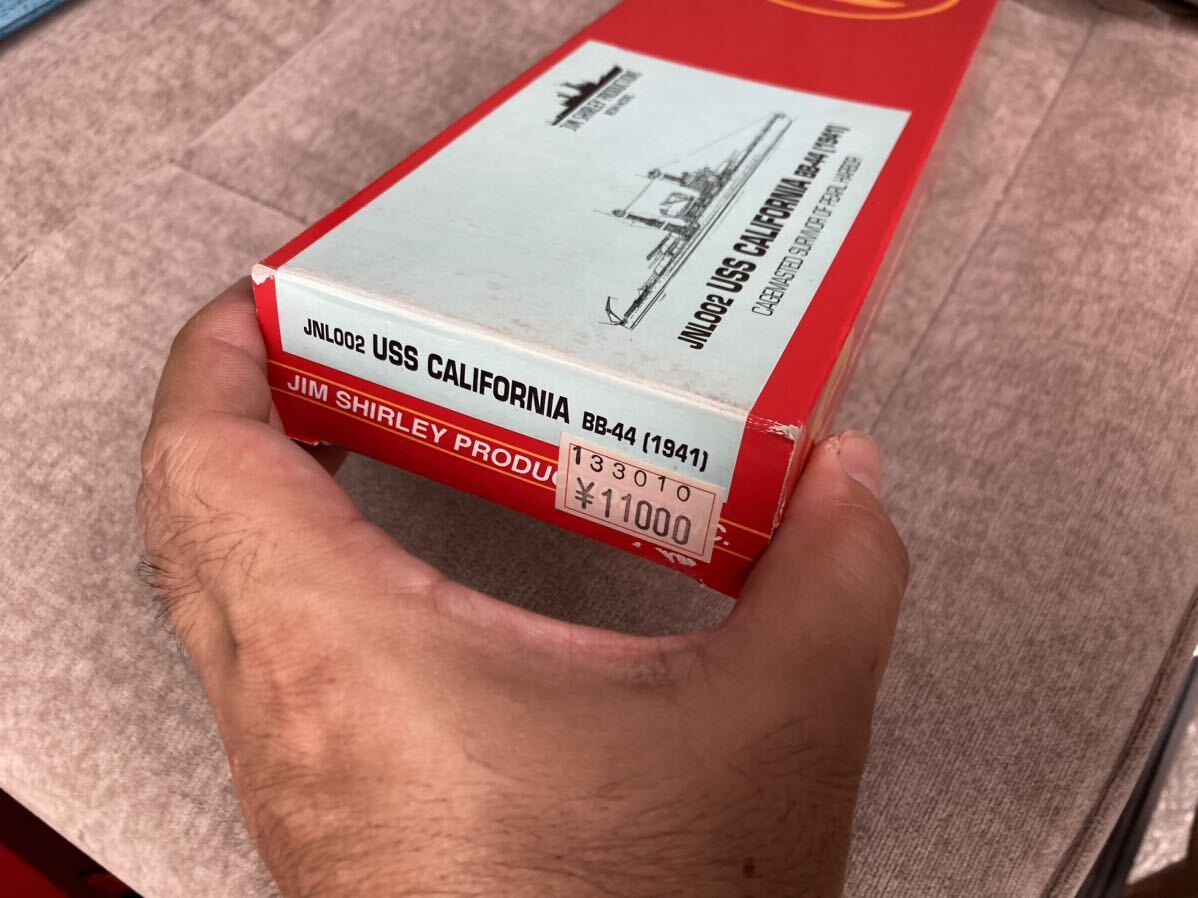 JIM SHIRLEY PRODUCTIONS
JNL002 USS CALIFORNIA BB-44 (1941)
CAGEMASTED SURVIVOR OF PEARL HARBOR
JNL002 USS CALIFORNIA BB-44 (1941)
JIM SHIRLEY PRODUC
C.
133010
¥11000